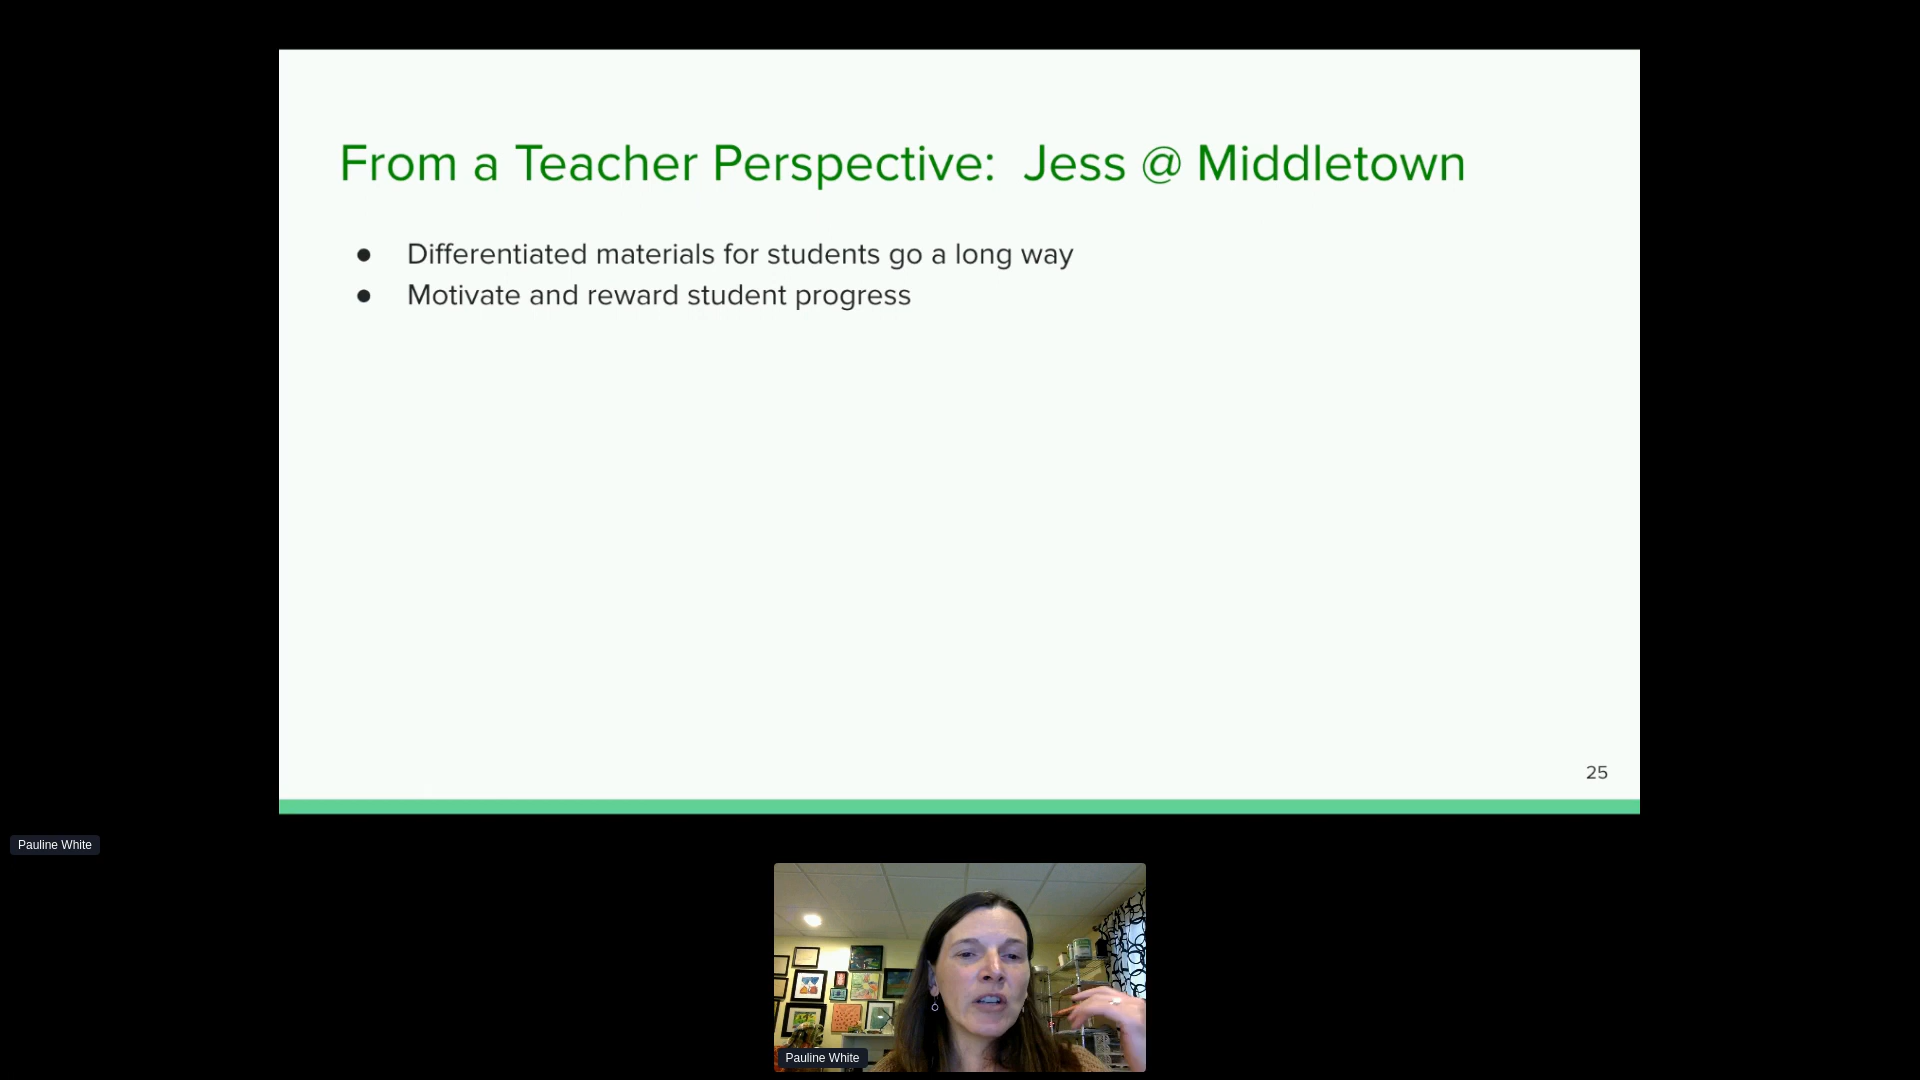 From a Teacher Perspective:  Jess @ Middletown
● Differentiated materials for students go a long way
● Motivate and reward student progress
25
Pauline White
Pauline White